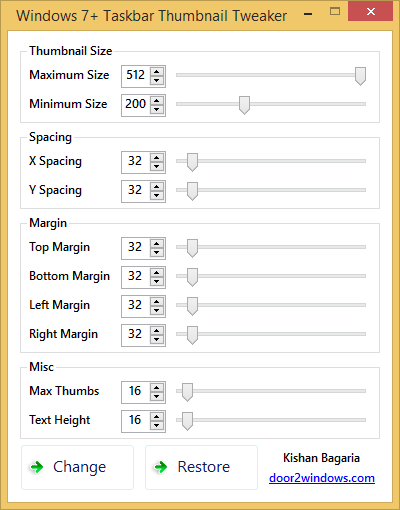 Windows 7+ Taskbar Thumbnail Tweaker
Thumbnail Size
Maximum Size 512
Minimum Size 200
Spacing
X Spacing 32
Y Spacing 32
Margin
Top Margin 32
Bottom Margin 32
Left Margin 32
Right Margin 32
Misc
Max Thumbs 16
Text Height 16
Change
Restore
Kishan Bagaria
door2windows.com